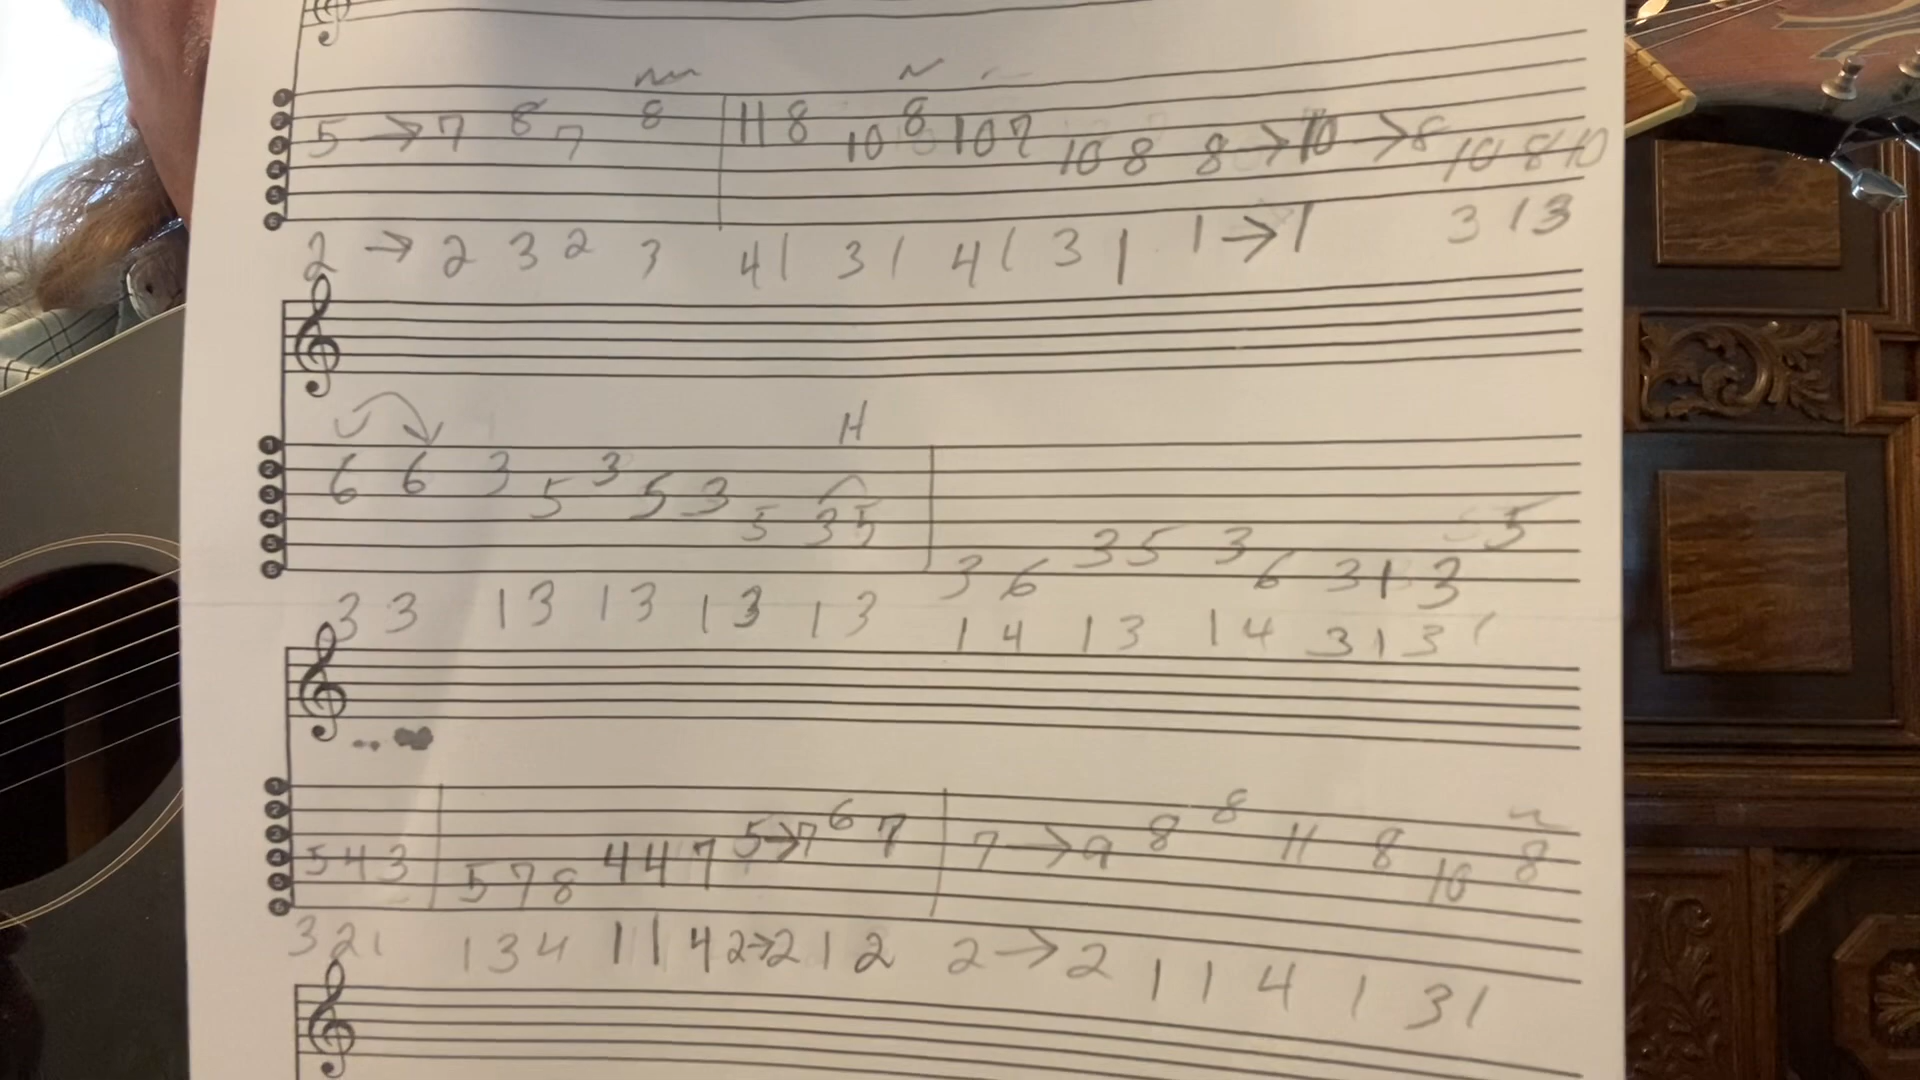 5 → 7 8 7 8 11 8 10 8 10 7 10 8 8 → 10 → 8 10 8 10
2 → 2 3 2 3 4 1 3 1 4 1 3 1 1 → 1 3 1 3
H
6 6 3 5 3 5 3 5 3 5 3 6 3 5 3 6 3 1 3 5
3 3 1 3 1 3 1 3 1 3 1 4 1 3 1 4 3 1 3 1
5 4 3 5 7 8 4 4 7 5→7 6 7 7 → 9 8 8 11 8 10 8
3 2 1 1 3 4 1 1 4 2→2 1 2 2 → 2 1 1 4 1 3 1